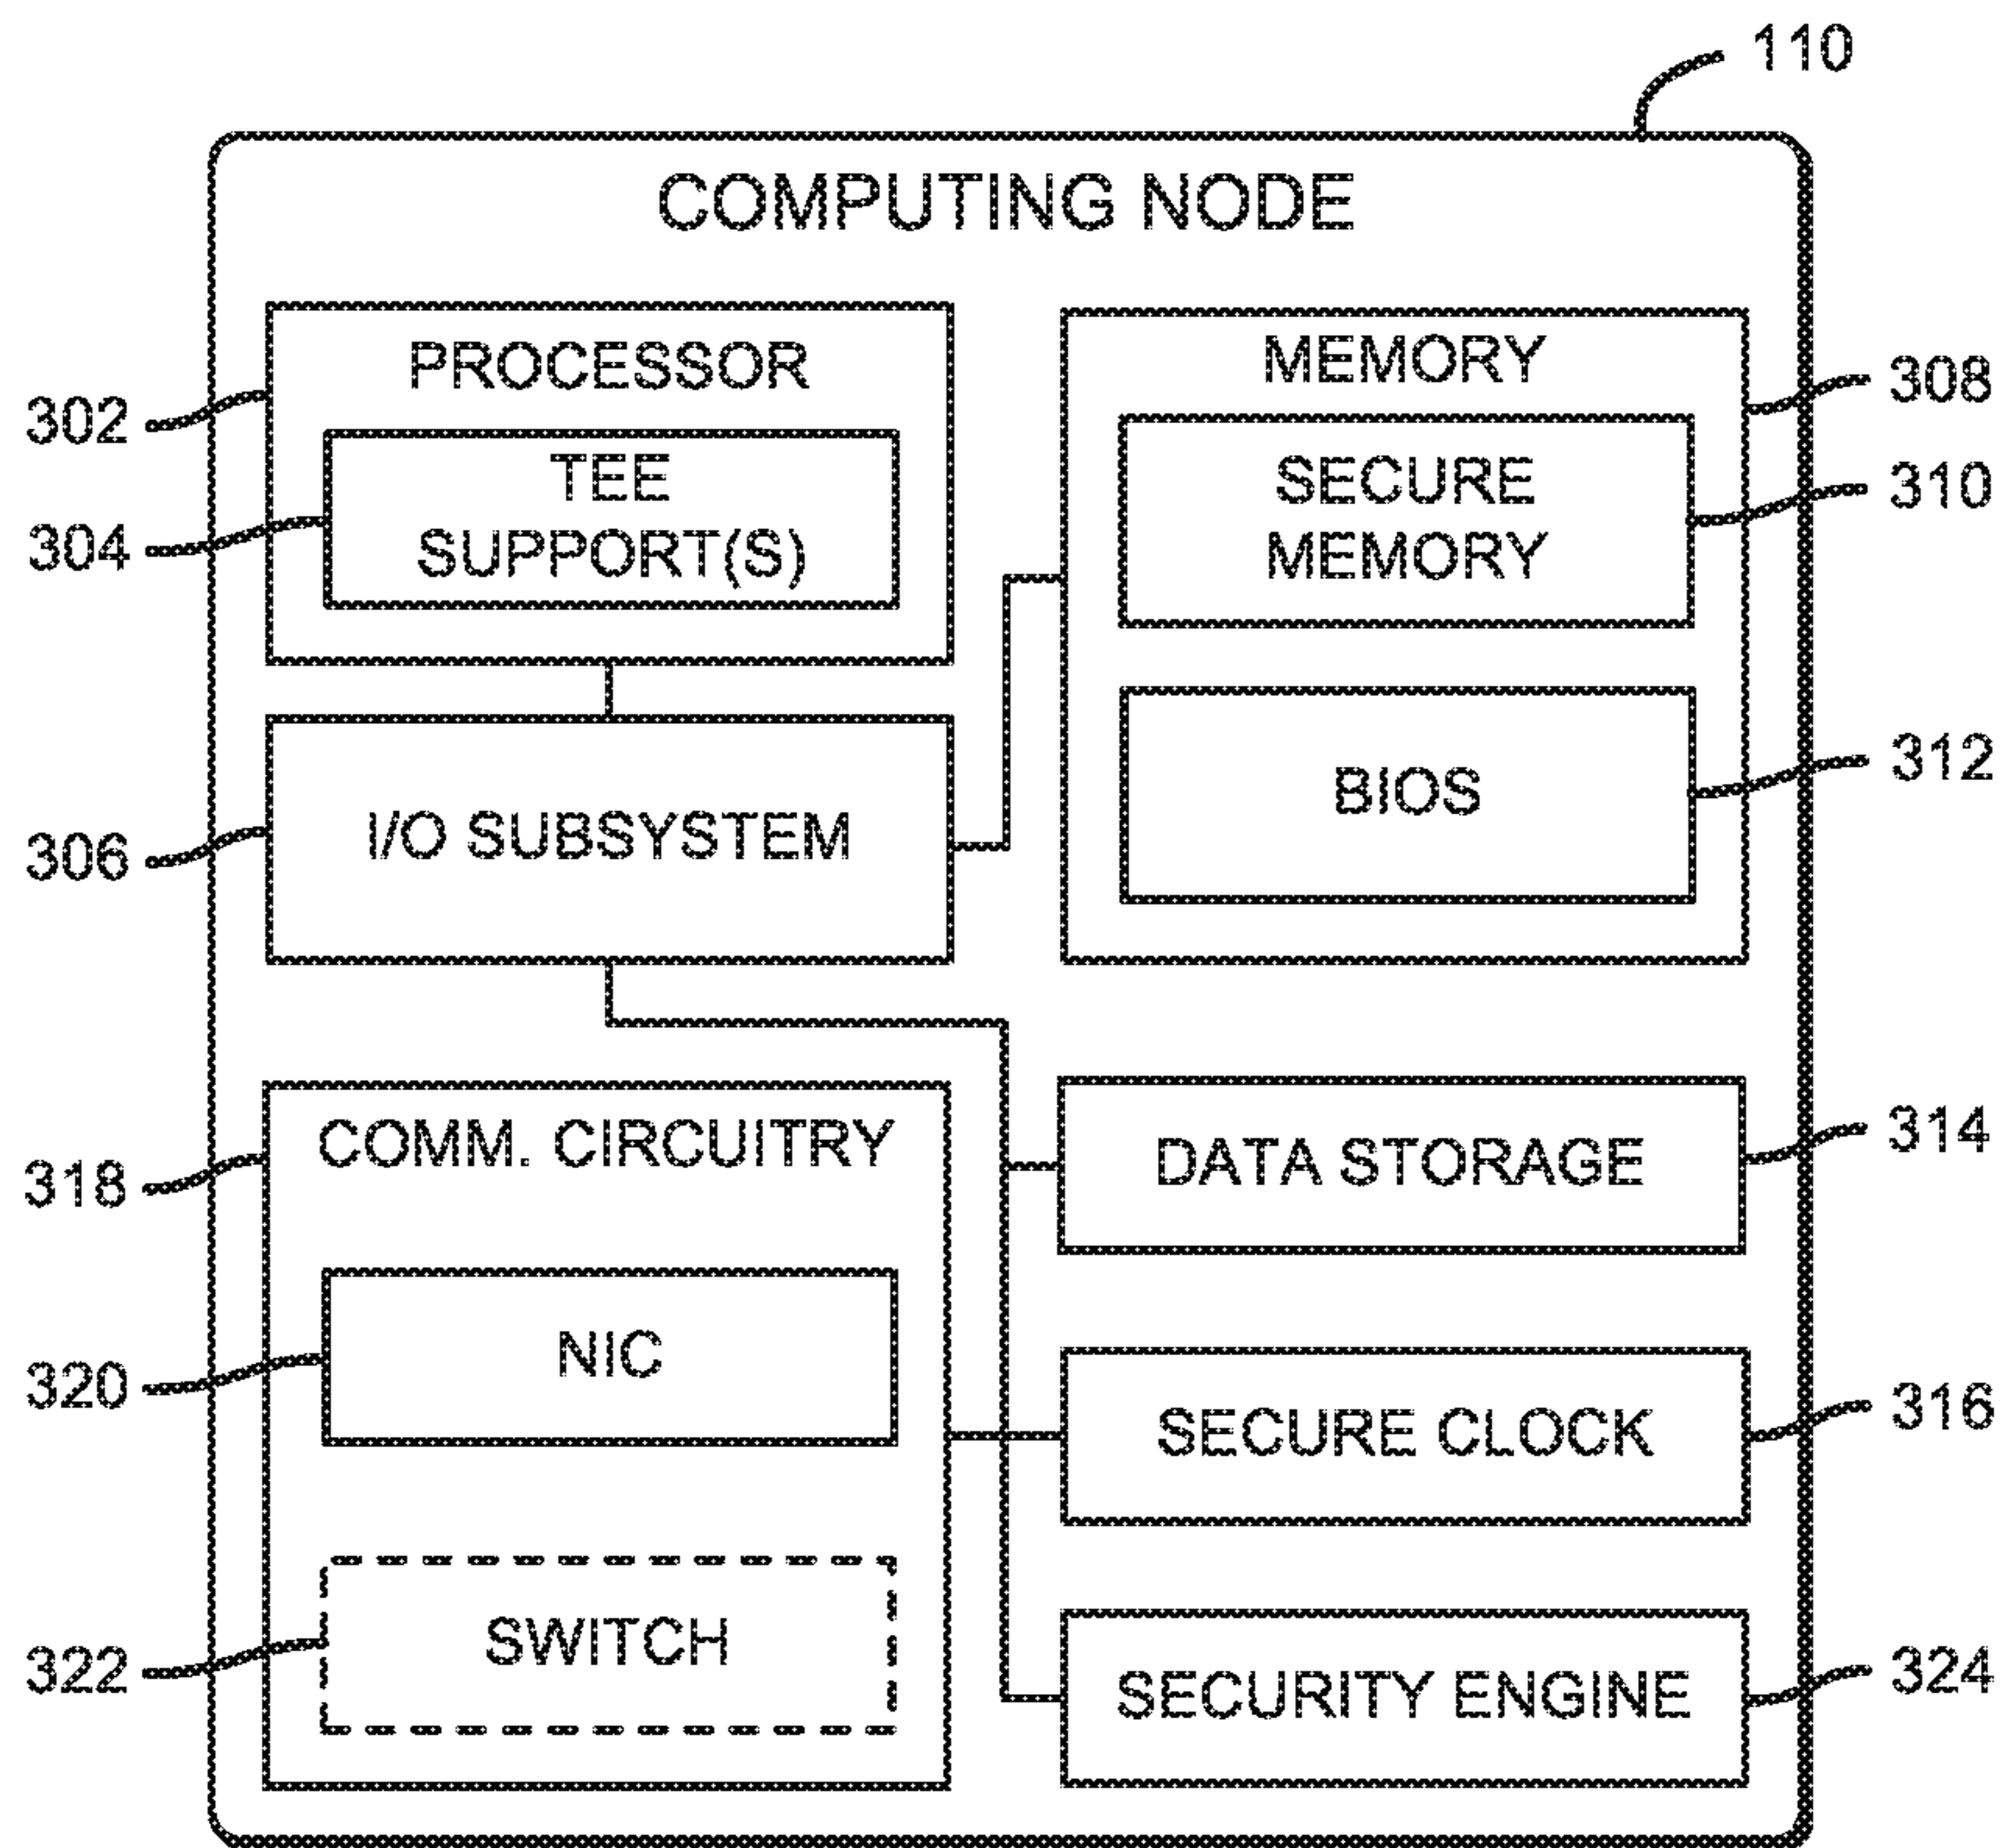 110
COMPUTING NODE
PROCESSOR
302
TEE
SUPPORT(S)
304
MEMORY
308
SECURE
MEMORY
310
BIOS
312
I/O SUBSYSTEM
306
COMM. CIRCUITRY
318
NIC
320
SWITCH
322
DATA STORAGE
314
SECURE CLOCK
316
SECURITY ENGINE
324